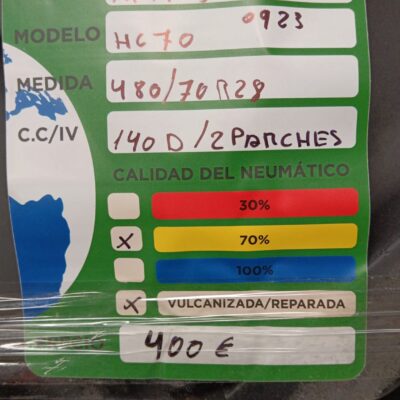 0923
MODELO HC70
MEDIDA 480/70R28
C.C/IV 140 D/2 PARCHES
CALIDAD DEL NEUMÁTICO
30%
X 70%
100%
X VULCANIZADA/REPARADA
400 €